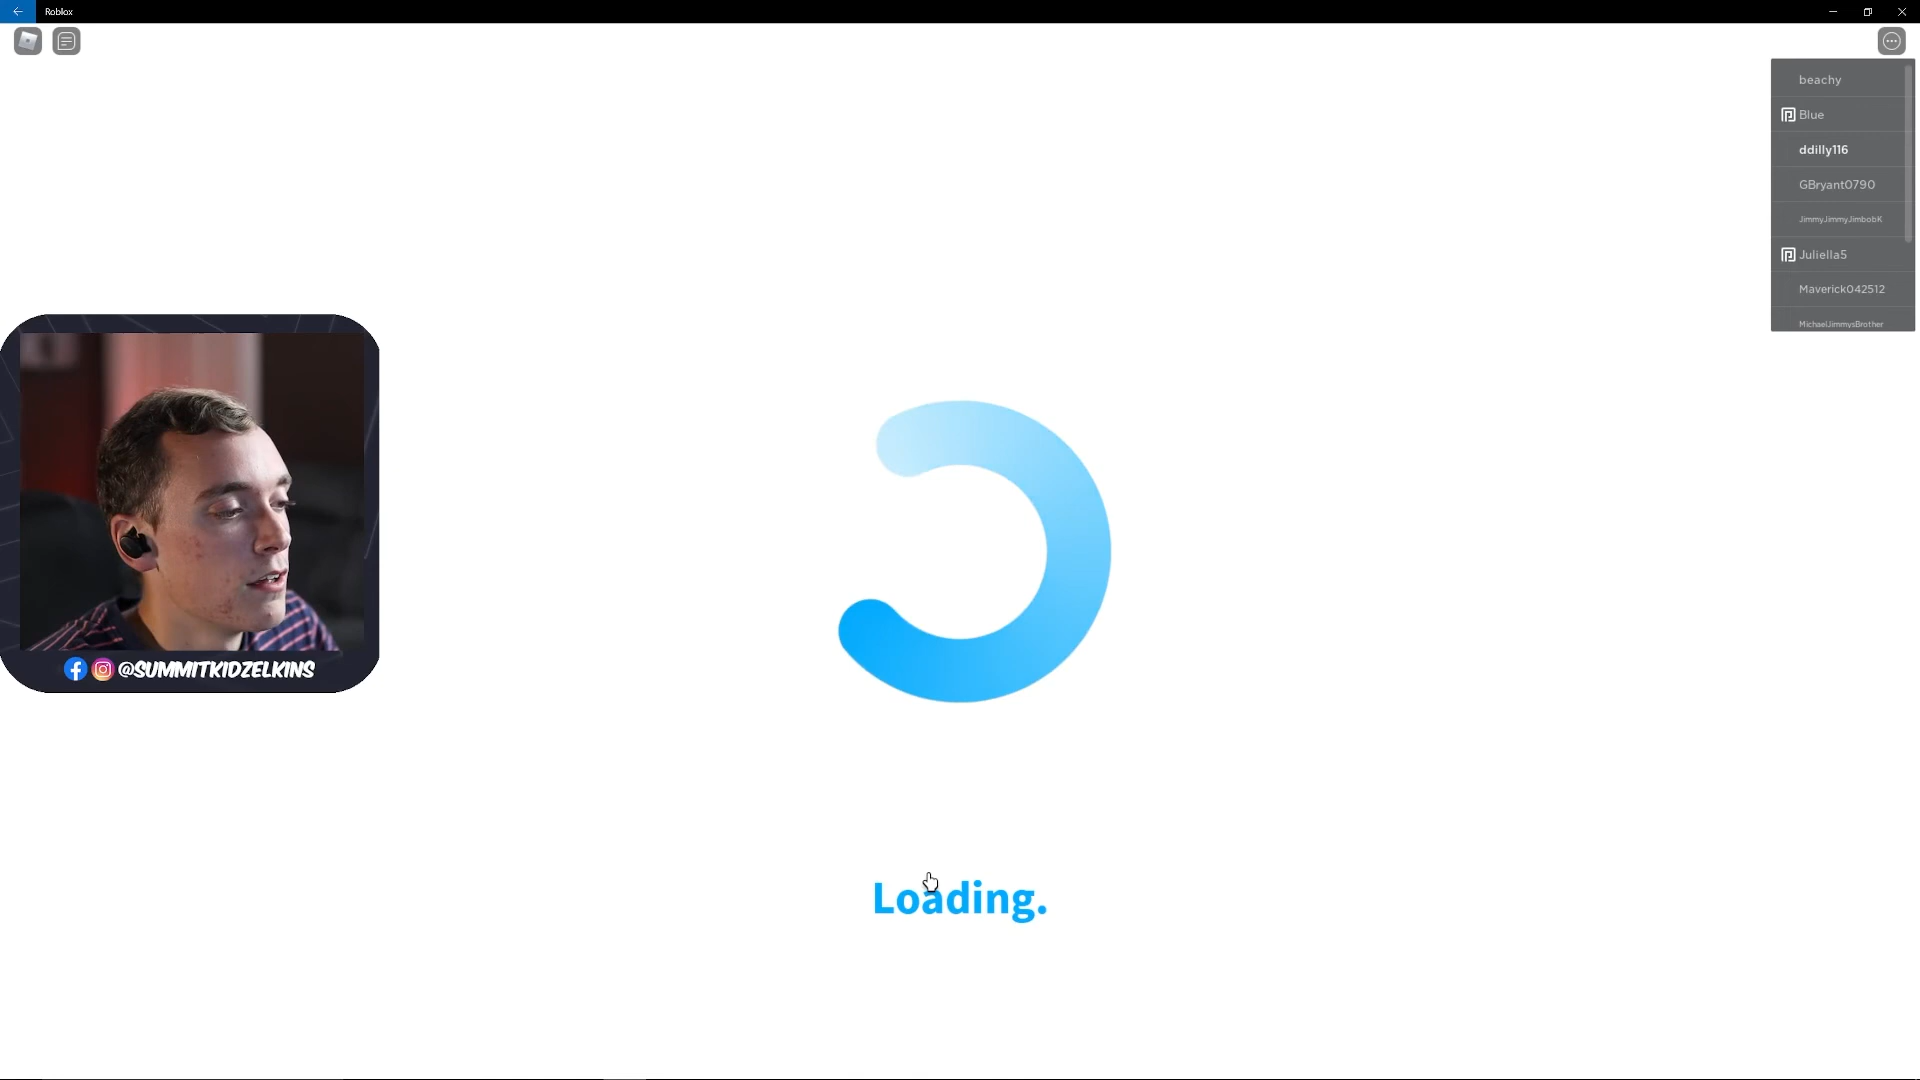 Roblox
beachy
Blue
ddilly116
GBryant0790
JimmyJimmyJimbobK
Juliella5
Maverick042512
MichaelJimmysBrother
@SUMMITKIDZELKINS
Loading.